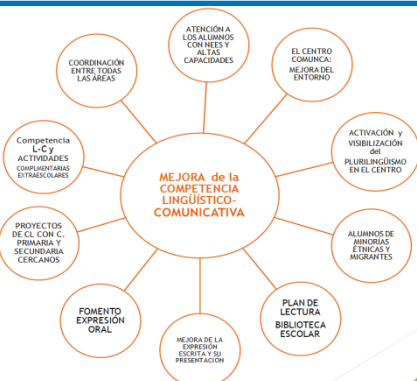 ATENCIÓN A
LOS ALUMNOS
CON NEES Y
ALTAS
CAPACIDADES
EL CENTRO
COMUNCA:
MEJORA DEL
ENTORNO
COORDINACIÓN
ENTRE TODAS
LAS ÁREAS
ACTIVACIÓN y
VISIBILIZACIÓN
del
PLURILINGÜISMO
EN EL CENTRO
Competencia
L-C y
ACTIVIDADES
COMPLIMENTARIAS
EXTRAESCOLARES
MEJORA de la
COMPETENCIA
LINGÜÍSTICO-
COMUNICATIVA
PROYECTOS
DE CL CON C.
PRIMARIA Y
SECUNDARIA
CERCANOS
ALUMNOS DE
MINORÍAS
ÉTNICAS Y
MIGRANTES
FOMENTO
EXPRESIÓN
ORAL
PLAN DE
LECTURA
BIBLIOTECA
ESCOLAR
MEJORA DE LA
EXPRESIÓN
ESCRITA Y SU
PRESENTACIÓN